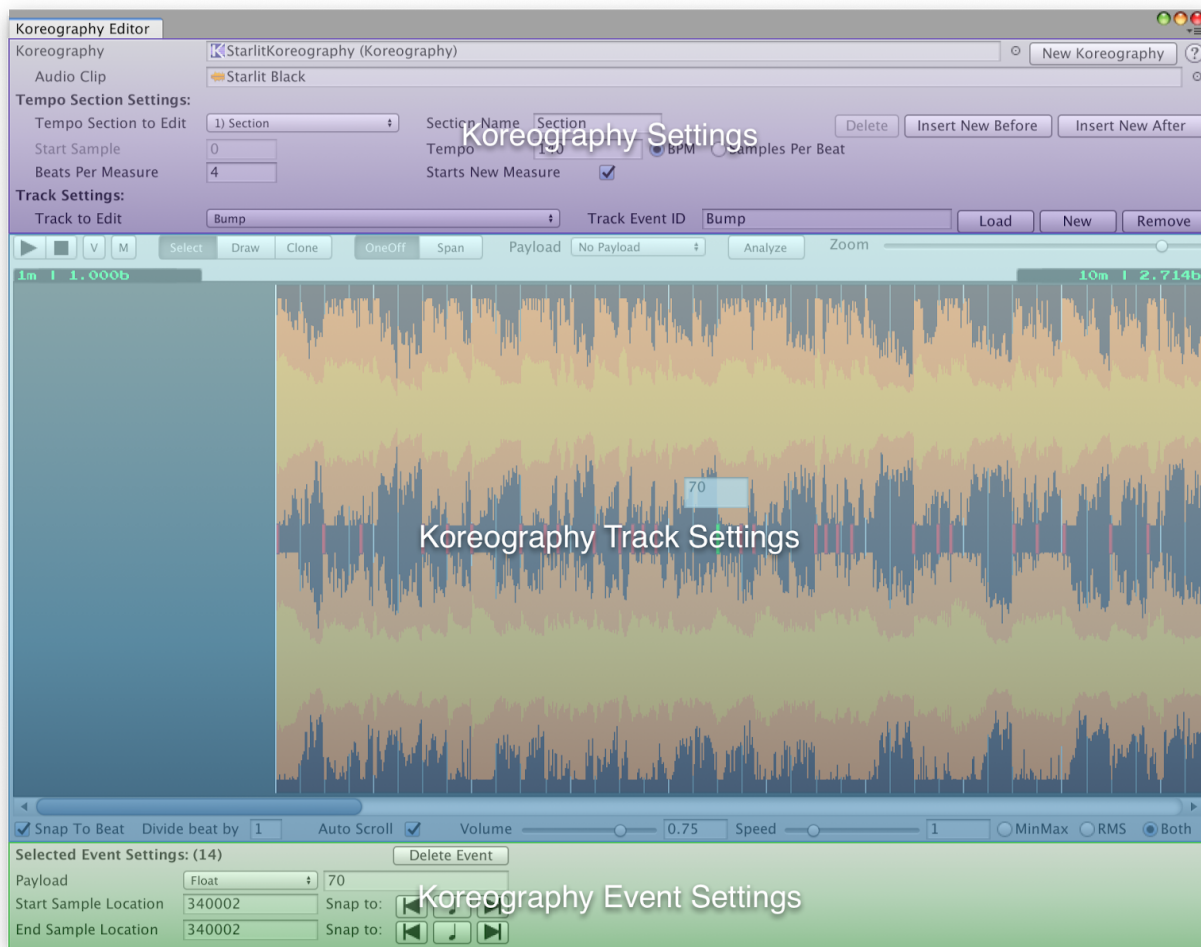 Koreography Editor
Koreography StarlitKoreography (Koreography) New Koreography ?
Audio Clip Starlit Black
Tempo Section Settings:
Tempo Section to Edit 1) Section Section Name Section Delete Insert New Before Insert New After
Koreography Settings
Start Sample 0 Tempo BPM Samples Per Beat
Beats Per Measure 4 Starts New Measure
Track Settings:
Track to Edit Bump Track Event ID Bump Load New Remove
V M Select Draw Clone OneOff Span Payload No Payload Analyze Zoom
1m | 1.000b 10m | 2.714b
70
Koreography Track Settings
Snap To Beat Divide beat by 1 Auto Scroll Volume 0.75 Speed 1 MinMax RMS Both
Selected Event Settings: (14) Delete Event
Payload Float 70
Koreography Event Settings
Start Sample Location 340002 Snap to:
End Sample Location 340002 Snap to: